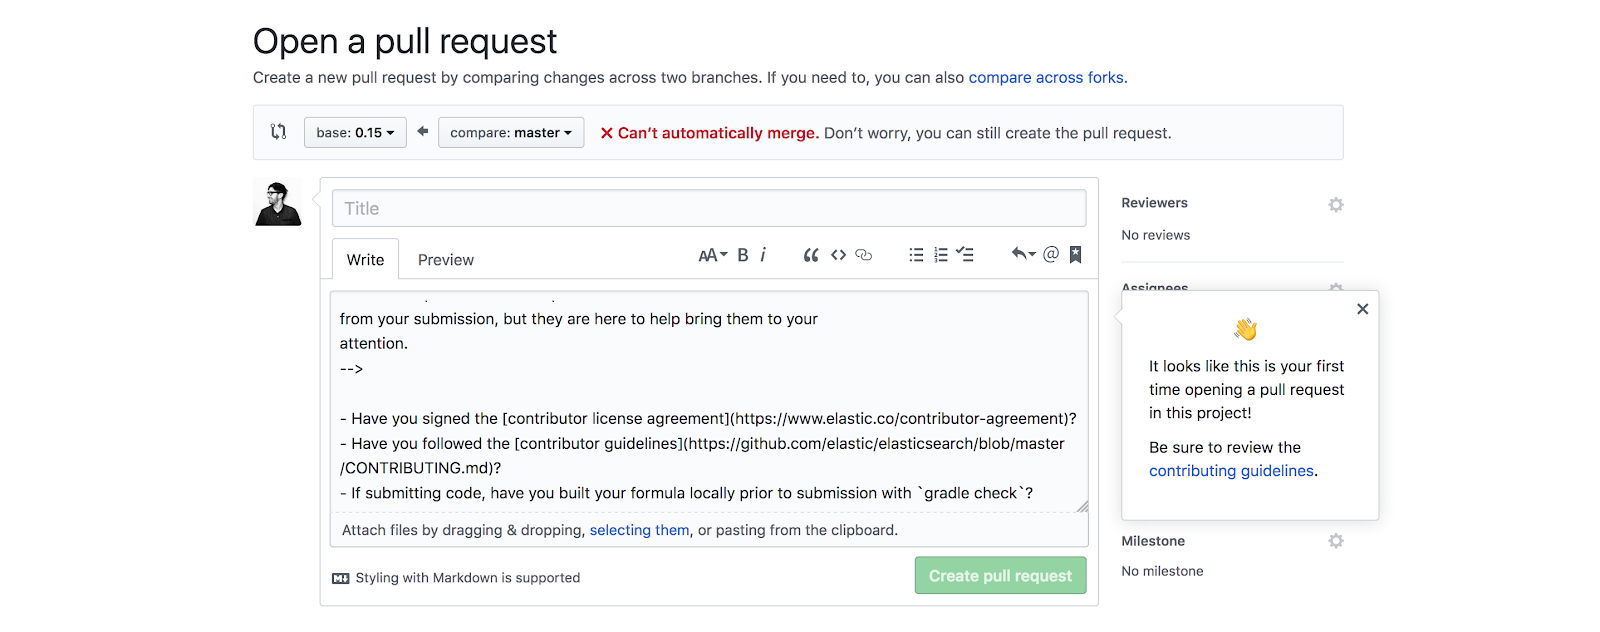 Open a pull request
Create a new pull request by comparing changes across two branches. If you need to, you can also compare across forks.
base: 0.15 compare: master Can’t automatically merge. Don’t worry, you can still create the pull request.
Title
Write Preview
AA B i @
from your submission, but they are here to help bring them to your
attention.
-->
- Have you signed the [contributor license agreement](https://www.elastic.co/contributor-agreement)?
- Have you followed the [contributor guidelines](https://github.com/elastic/elasticsearch/blob/master
/CONTRIBUTING.md)?
- If submitting code, have you built your formula locally prior to submission with `gradle check`?
Attach files by dragging & dropping, selecting them, or pasting from the clipboard.
Styling with Markdown is supported
Create pull request
Reviewers
No reviews
Assignees
It looks like this is your first
time opening a pull request
in this project!
Be sure to review the
contributing guidelines.
Milestone
No milestone